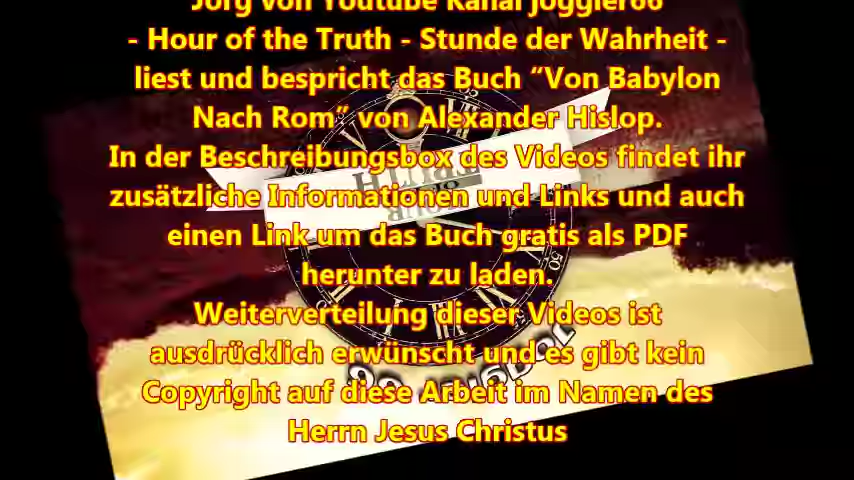 Jörg von Youtube Kanal joggler66
- Hour of the Truth - Stunde der Wahrheit -
liest und bespricht das Buch “Von Babylon
Nach Rom” von Alexander Hislop.
In der Beschreibungsbox des Videos findet ihr
zusätzliche Informationen und Links und auch
einen Link um das Buch gratis als PDF
herunter zu laden.
Weiterverteilung dieser Videos ist
ausdrücklich erwünscht und es gibt kein
Copyright auf diese Arbeit im Namen des
Herrn Jesus Christus